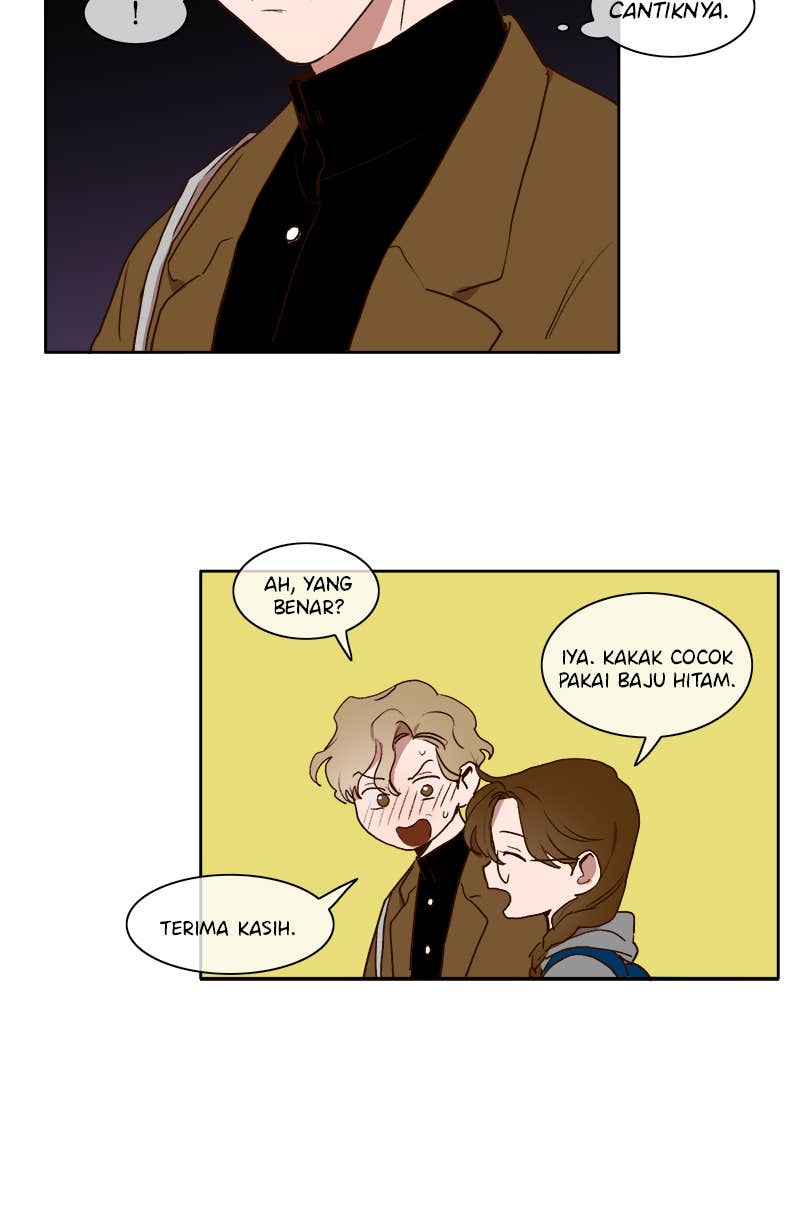 !
CANTIKNYA.
AH, YANG
BENAR?
IYA. KAKAK COCOK
PAKAI BAJU HITAM.
TERIMA KASIH.